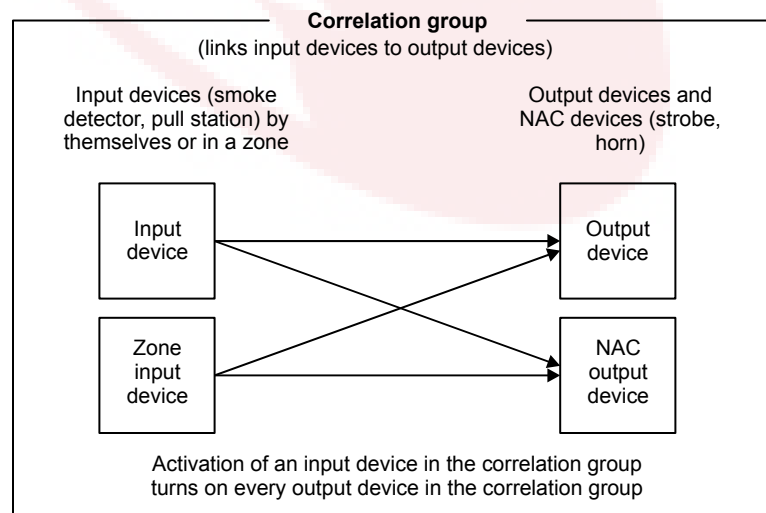 Correlation group
(links input devices to output devices)
Input devices (smoke
detector, pull station) by
themselves or in a zone
Output devices and
NAC devices (strobe,
horn)
Input
device
Output
device
Zone
input
device
NAC
output
device
Activation of an input device in the correlation group
turns on every output device in the correlation group